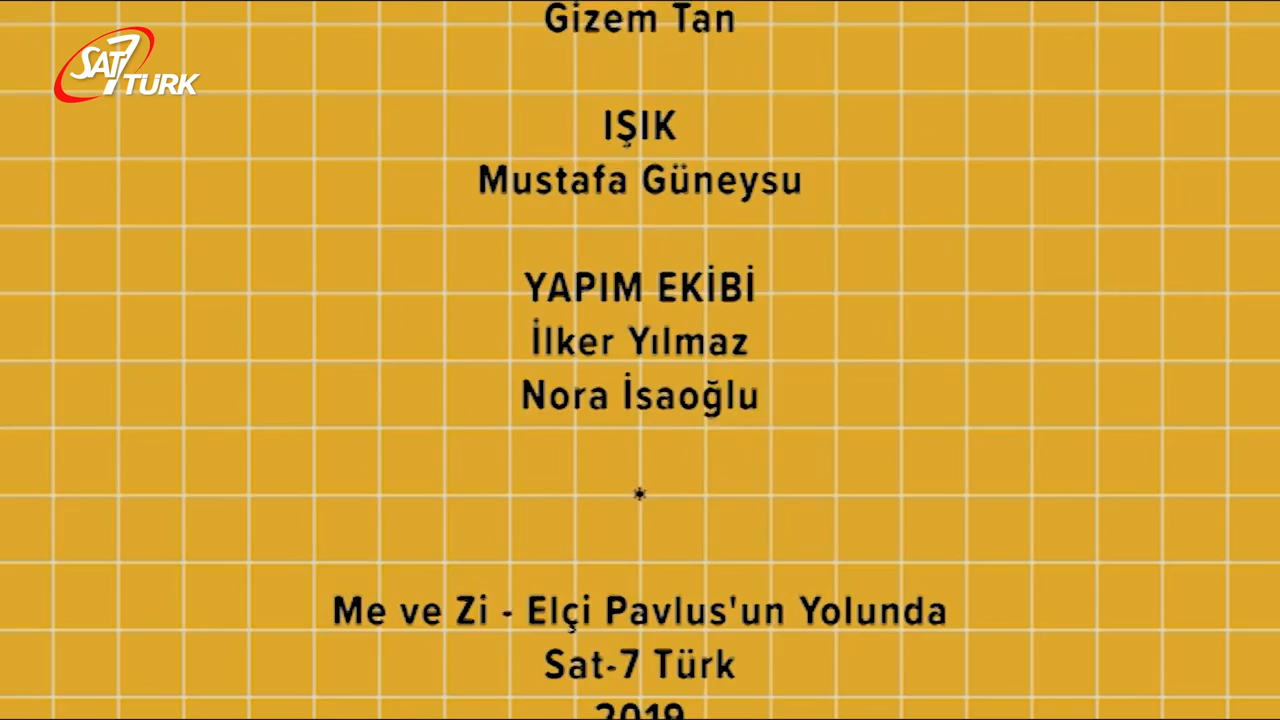 Gizem Tan
SAT7
TÜRK
IŞIK
Mustafa Güneysu
YAPIM EKİBİ
İlker Yılmaz
Nora İsaoğlu
*
Me ve Zi - Elçi Pavlus'un Yolunda
Sat-7 Türk
2019